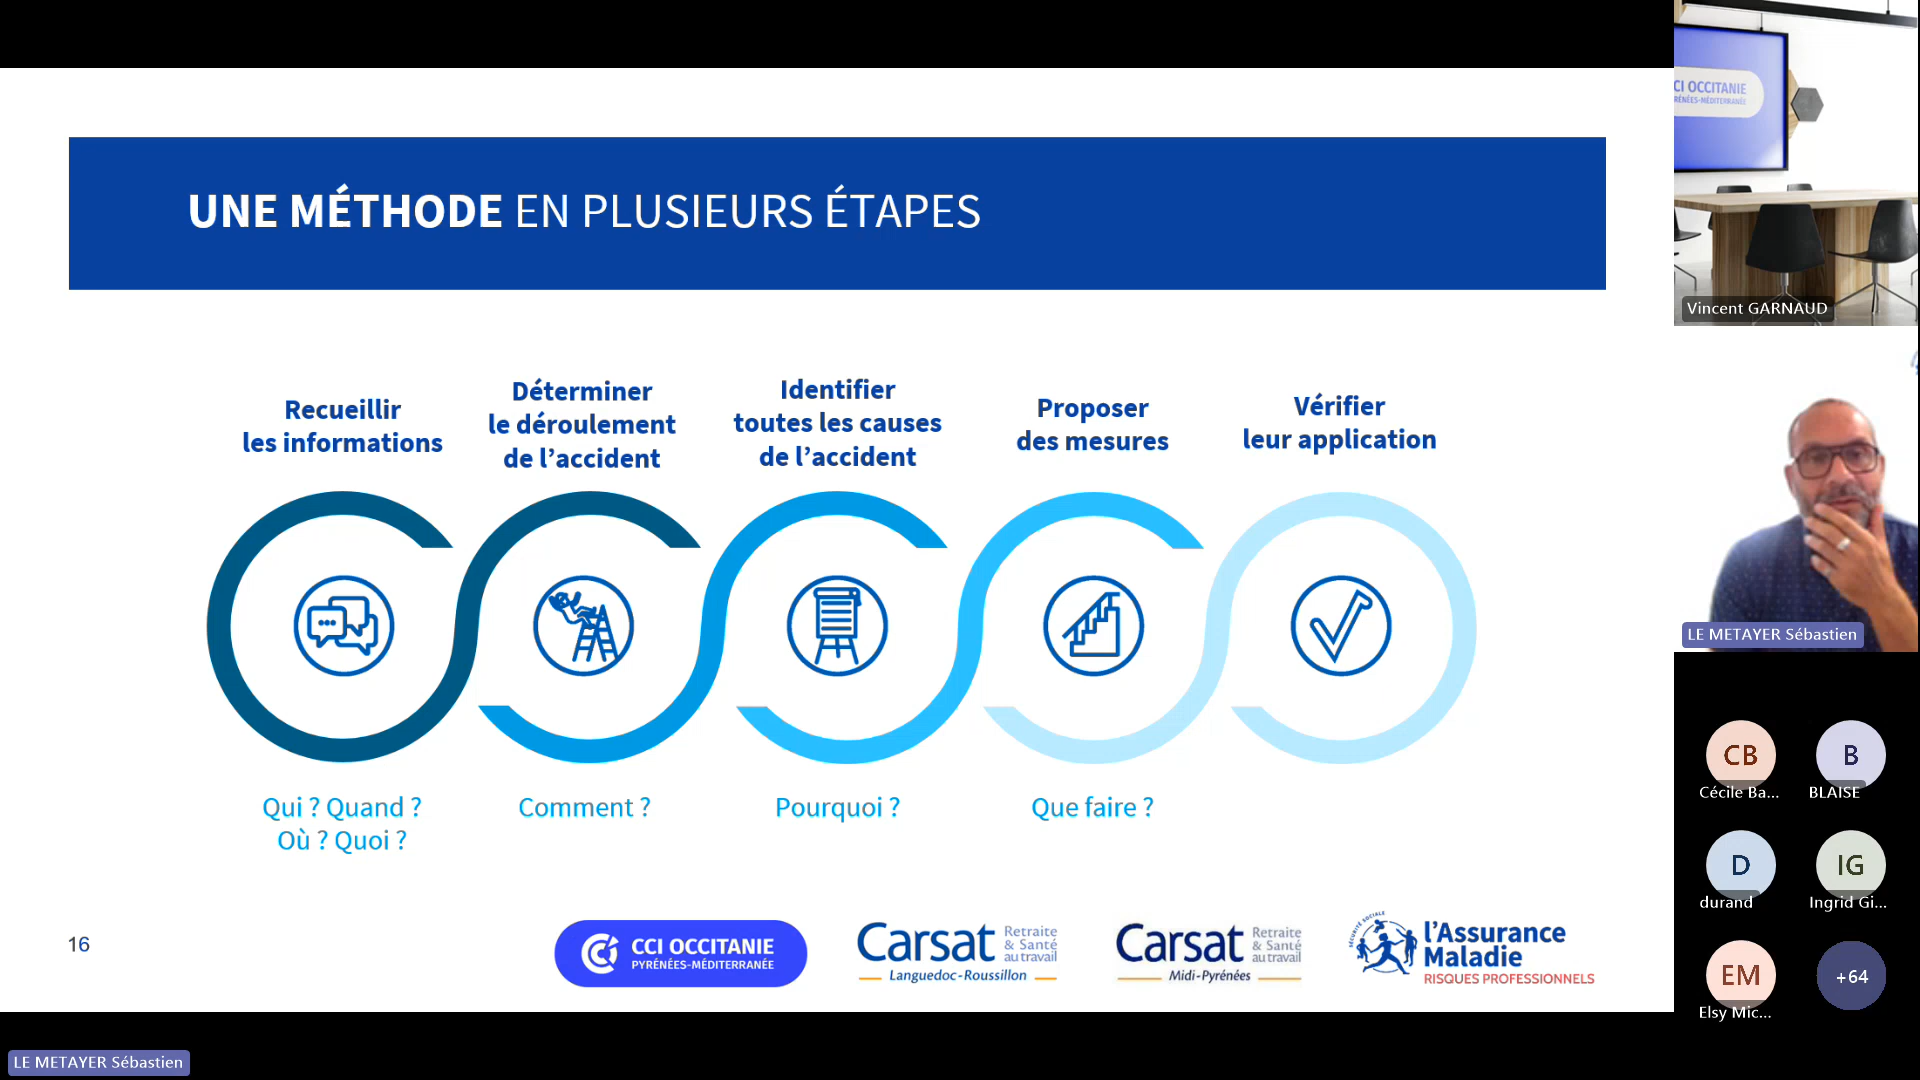 UNE MÉTHODE EN PLUSIEURS ÉTAPES
Recueillir
les informations
Déterminer
le déroulement
de l'accident
Identifier
toutes les causes
de l'accident
Proposer
des mesures
Vérifier
leur application
Qui ? Quand ?
Où ? Quoi ?
Comment ?
Pourquoi ?
Que faire ?
16
CCI OCCITANIE
PYRÉNÉES-MÉDITERRANÉE
Carsat Retraite
& Santé
au travail
Languedoc-Roussillon
Carsat Retraite
& Santé
au travail
Midi-Pyrénées
SÉCURITÉ SOCIALE
l'Assurance
Maladie
RISQUES PROFESSIONNELS
CI OCCITANIE
RÉNÉES-MÉDITERRANÉE
Vincent GARNAUD
LE METAYER Sébastien
CB
Cécile Ba...
B
BLAISE
D
durand
IG
Ingrid Gi...
EM
Elsy Mic...
+64
LE METAYER Sébastien